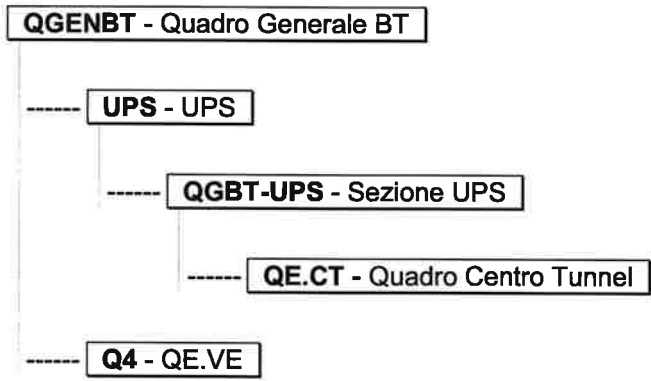 QGENBT - Quadro Generale BT
UPS - UPS
QGBT-UPS - Sezione UPS
QE.CT - Quadro Centro Tunnel
Q4 - QE.VE